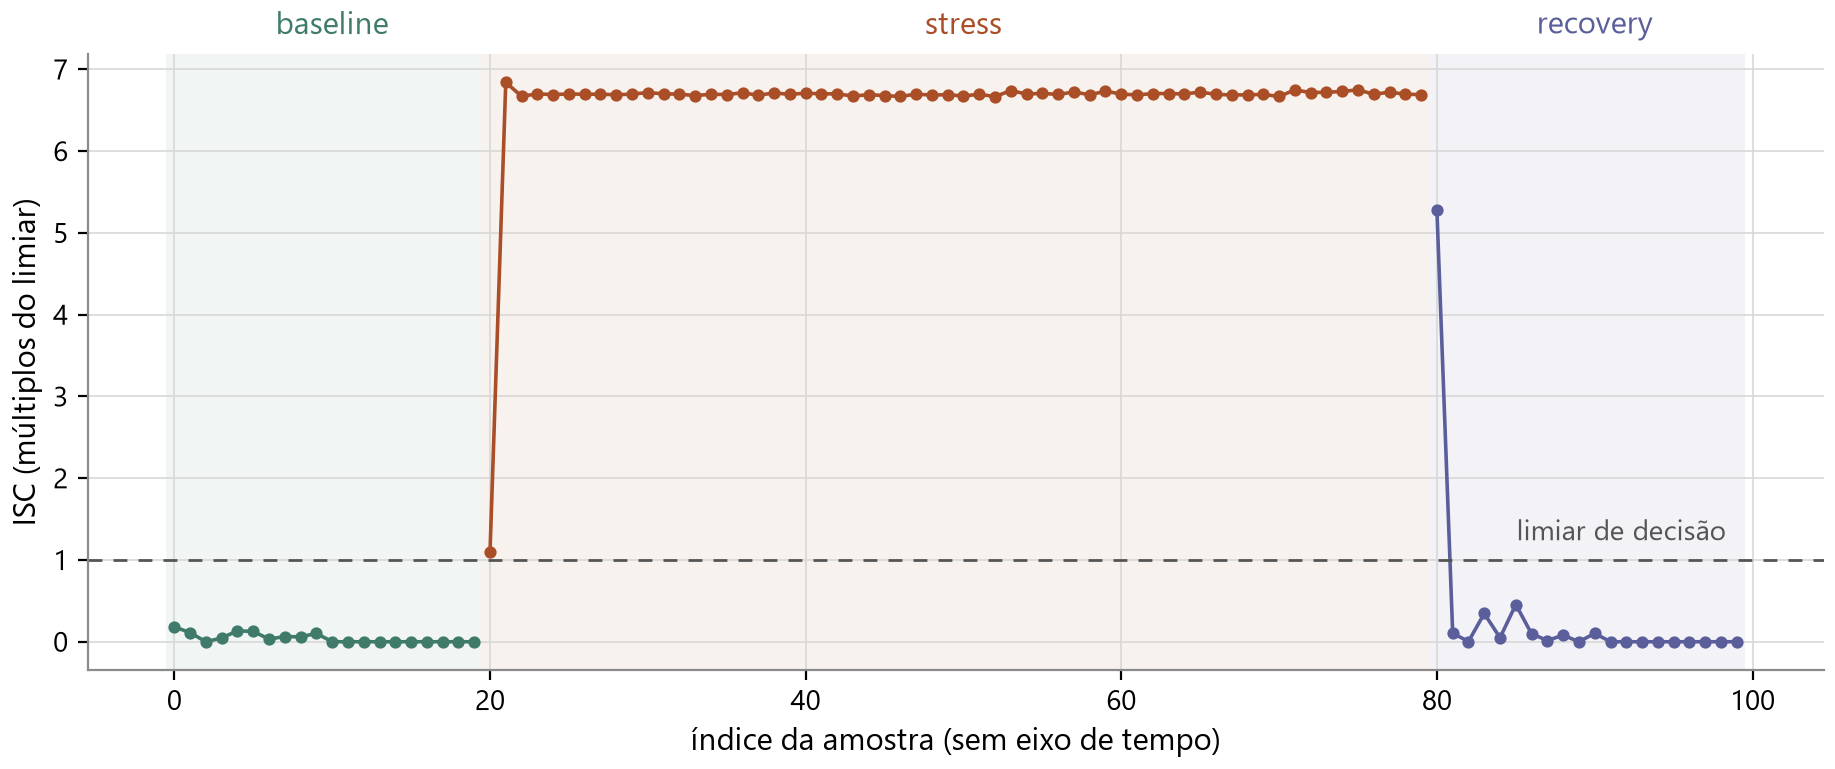 baseline stress recovery
7
6
5
4
3
2
1
0
ISC (múltiplos do limiar)
limiar de decisão
0 20 40 60 80 100
índice da amostra (sem eixo de tempo)